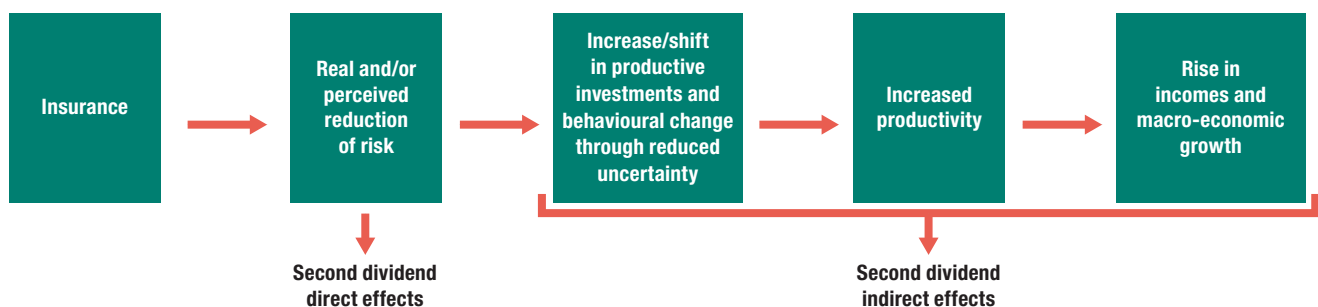 Insurance
Real and/or
perceived
reduction
of risk
Increase/shift
in productive
investments and
behavioural change
through reduced
uncertainty
Increased
productivity
Rise in
incomes and
macro-economic
growth
Second dividend
direct effects
Second dividend
indirect effects